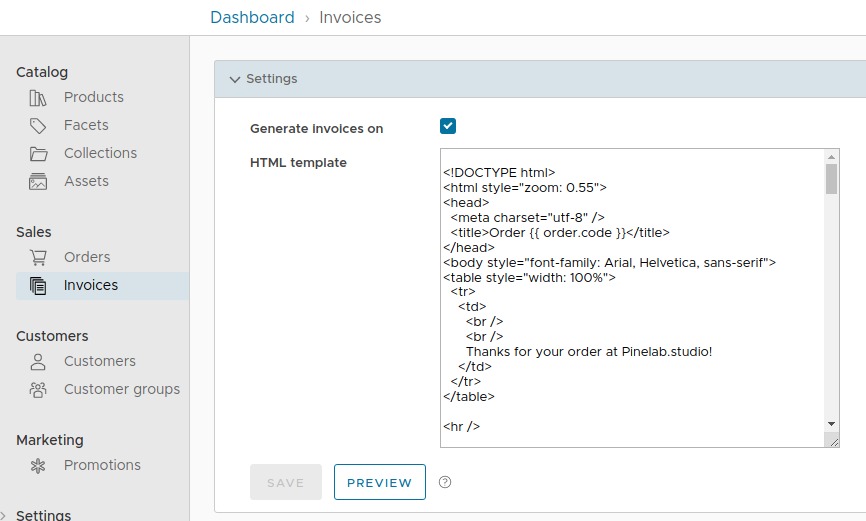 Dashboard › Invoices
Catalog
Products
Facets
Collections
Assets
Sales
Orders
Invoices
Customers
Customers
Customer groups
Marketing
Promotions
Settings
Settings
Generate invoices on
HTML template
<!DOCTYPE html>
<html style="zoom: 0.55">
<head>
<meta charset="utf-8" />
<title>Order {{ order.code }}</title>
</head>
<body style="font-family: Arial, Helvetica, sans-serif">
<table style="width: 100%">
<tr>
<td>
<br />
<br />
Thanks for your order at Pinelab.studio!
</td>
</tr>
</table>
<hr />
SAVE
PREVIEW
?